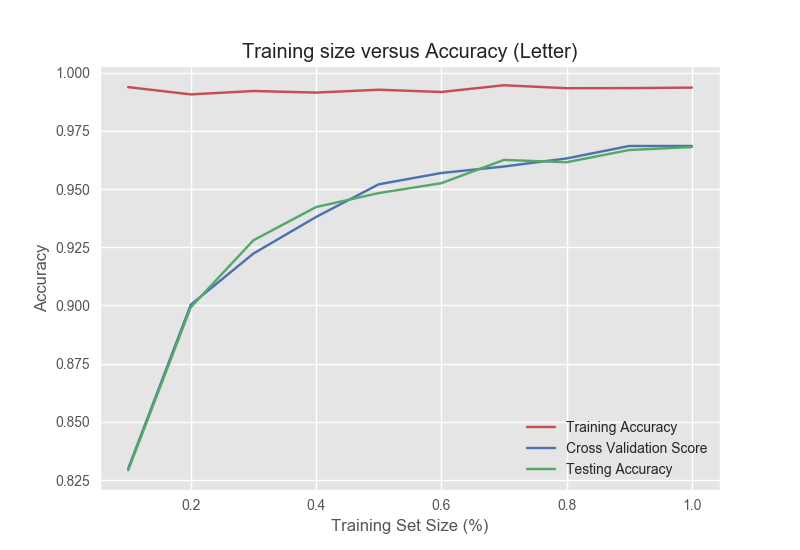 Training size versus Accuracy (Letter)
1.000
0.975
0.950
0.925
0.900
0.875
0.850
0.825
Accuracy
Training Accuracy
Cross Validation Score
Testing Accuracy
0.2 0.4 0.6 0.8 1.0
Training Set Size (%)